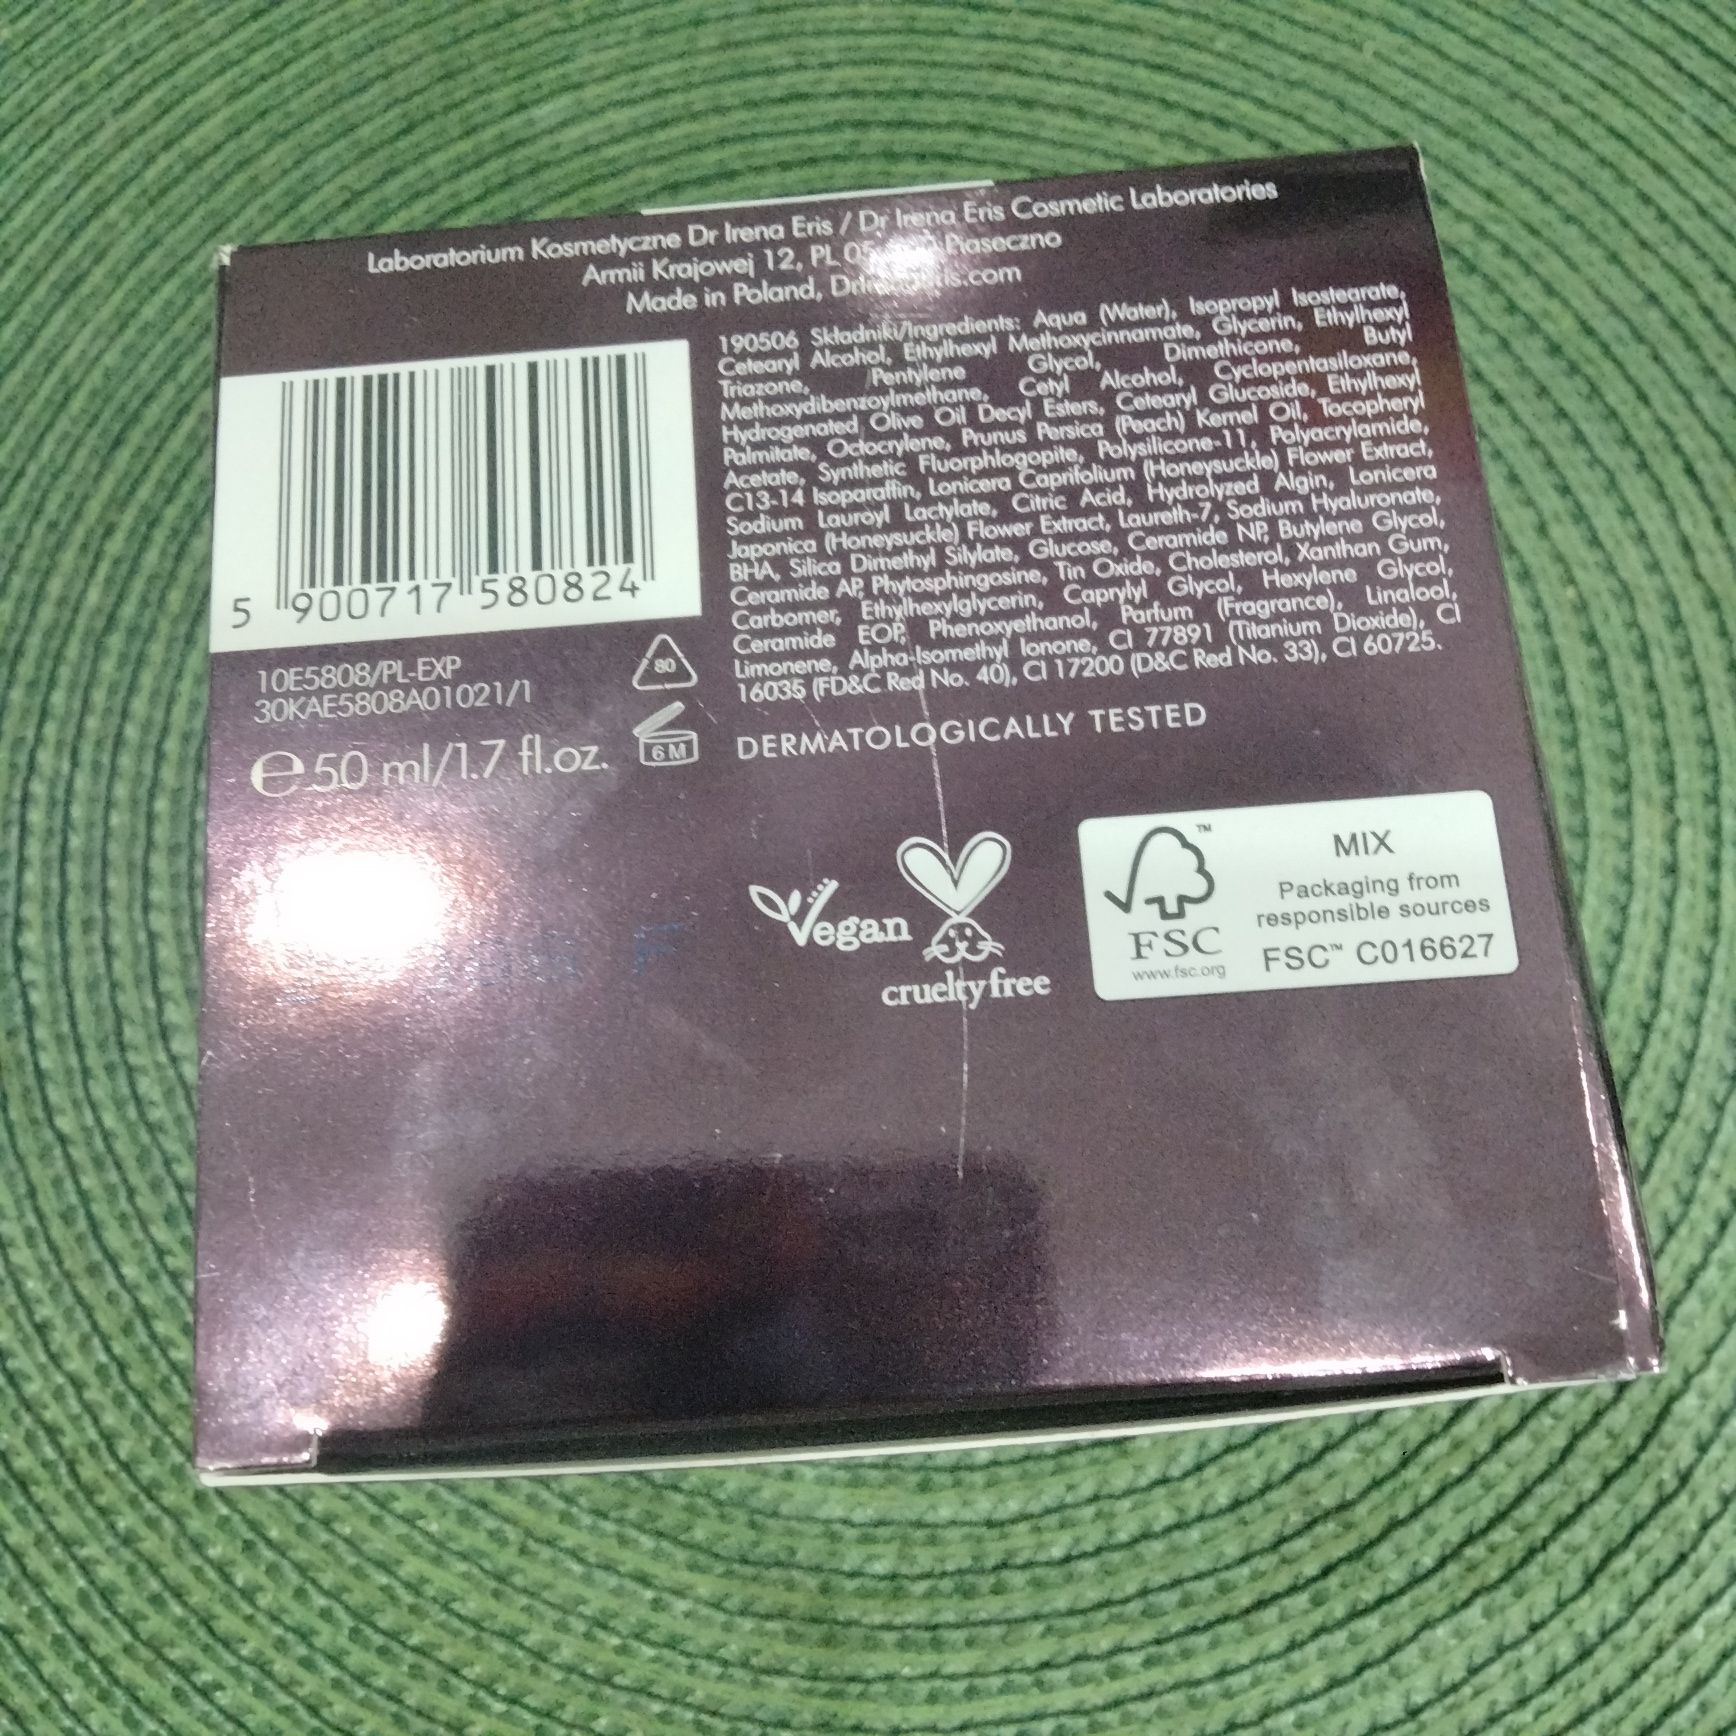 Laboratorium Kosmetyczne Dr Irena Eris / Dr Irena Eris Cosmetic Laboratories
Armii Krajowej 12, PL Piaseczno
Made in Poland,
190506 Składniki/Ingredients: Aqua (Water), Isopropyl Isostearate,
Cetearyl Alcohol, Ethylhexyl Methoxycinnamate, Glycerin, Ethylhexyl
Triazone, Pentylene Glycol, Dimethicone, Butyl
Methoxydibenzoylmethane, Cetyl Alcohol, Cyclopentasiloxane,
Hydrogenated Olive Oil Decyl Esters, Cetearyl Glucoside, Ethylhexyl
Palmitate, Octocrylene, Prunus Persica (Peach) Kernel Oil, Tocopheryl
Acetate, Synthetic Fluorphlogopite, Polysilicone-11, Polyacrylamide,
C13-14 Isoparaffin, Lonicera Caprifolium (Honeysuckle) Flower Extract,
Sodium Lauroyl Lactylate, Citric Acid, Hydrolyzed Algin, Lonicera
Japonica (Honeysuckle) Flower Extract, Laureth-7, Sodium Hyaluronate,
BHA, Silica Dimethyl Silylate, Glucose, Ceramide NP, Butylene Glycol,
Ceramide AP, Phytosphingosine, Tin Oxide, Cholesterol, Xanthan Gum,
Carbomer, Ethylhexylglycerin, Caprylyl Glycol, Hexylene Glycol,
Ceramide EOP, Phenoxyethanol, Parfum (Fragrance), Linalool,
Limonene, Alpha-Isomethyl Ionone, CI 77891 (Titanium Dioxide), CI
16035 (FD&C Red No. 40), CI 17200 (D&C Red No. 33), CI 60725.
5 900717 580824
10E5808/PL-EXP
30KAE5808A01021/1
80
℮50 ml/1.7 fl.oz.
6M
DERMATOLOGICALLY TESTED
Vegan
cruelty free
FSC
www.fsc.org
MIX
Packaging from
responsible sources
FSC™ C016627